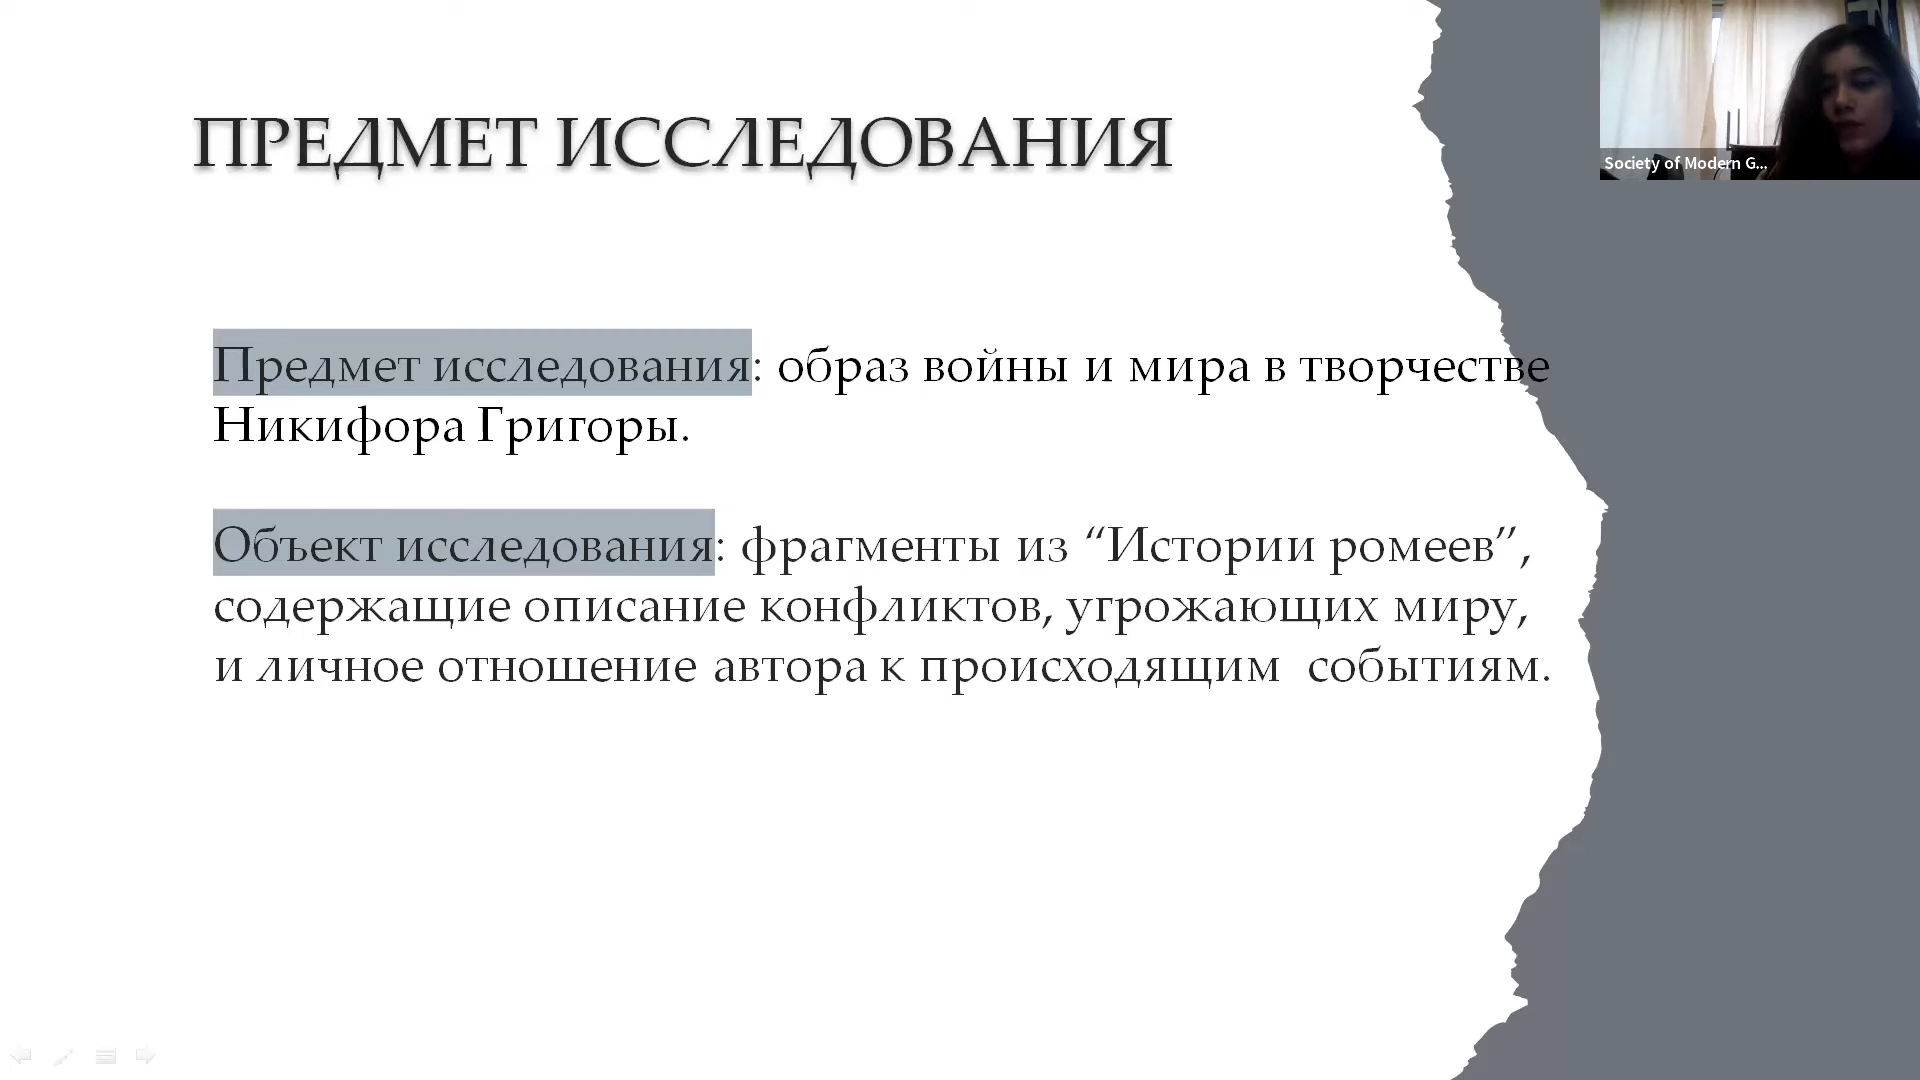 ПРЕДМЕТ ИССЛЕДОВАНИЯ
Society of Modern G...
Предмет исследования: образ войны и мира в творчестве
Никифора Григоры.
Объект исследования: фрагменты из “Истории ромеев”,
содержащие описание конфликтов, угрожающих миру,
и личное отношение автора к происходящим событиям.